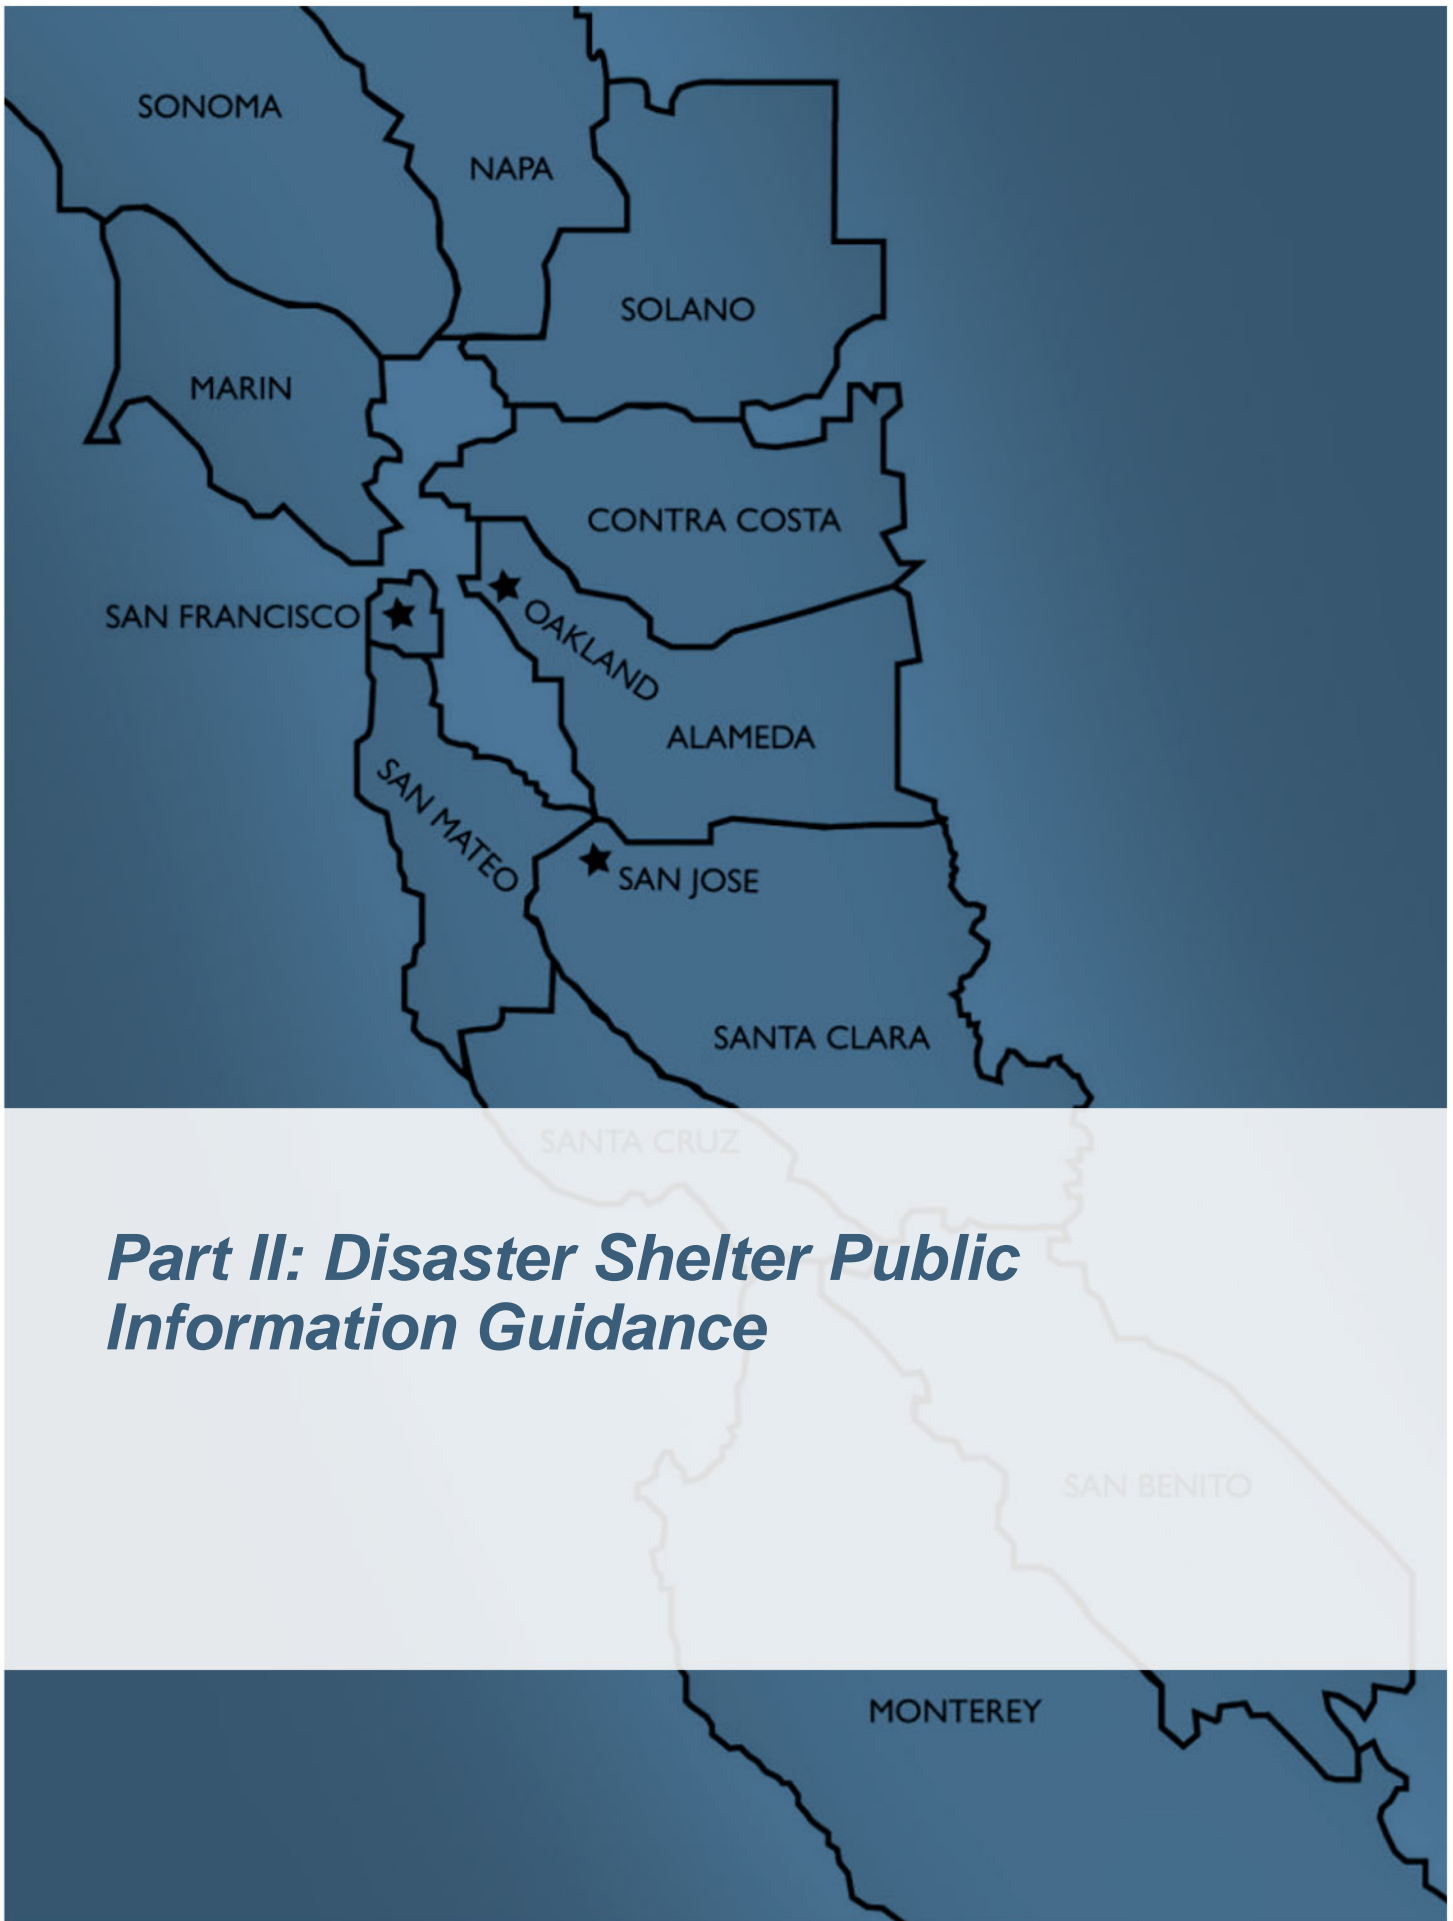 SONOMA
NAPA
SOLANO
MARIN
CONTRA COSTA
SAN FRANCISCO
OAKLAND
ALAMEDA
SAN MATEO
SAN JOSE
SANTA CLARA
SANTA CRUZ
Part II: Disaster Shelter Public
Information Guidance
SAN BENITO
MONTEREY